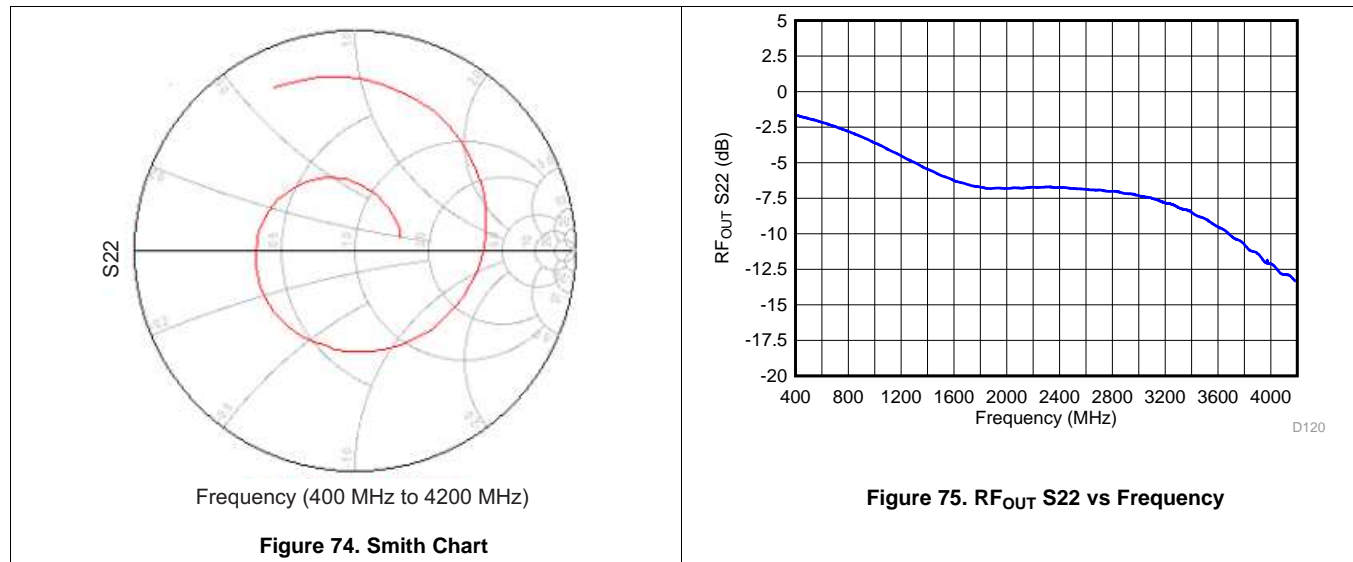 S22
Frequency (400 MHz to 4200 MHz)
Figure 74. Smith Chart
5
2.5
0
-2.5
-5
-7.5
-10
-12.5
-15
-17.5
-20
RFOUT S22 (dB)
400 800 1200 1600 2000 2400 2800 3200 3600 4000
Frequency (MHz)
D120
Figure 75. RFOUT S22 vs Frequency